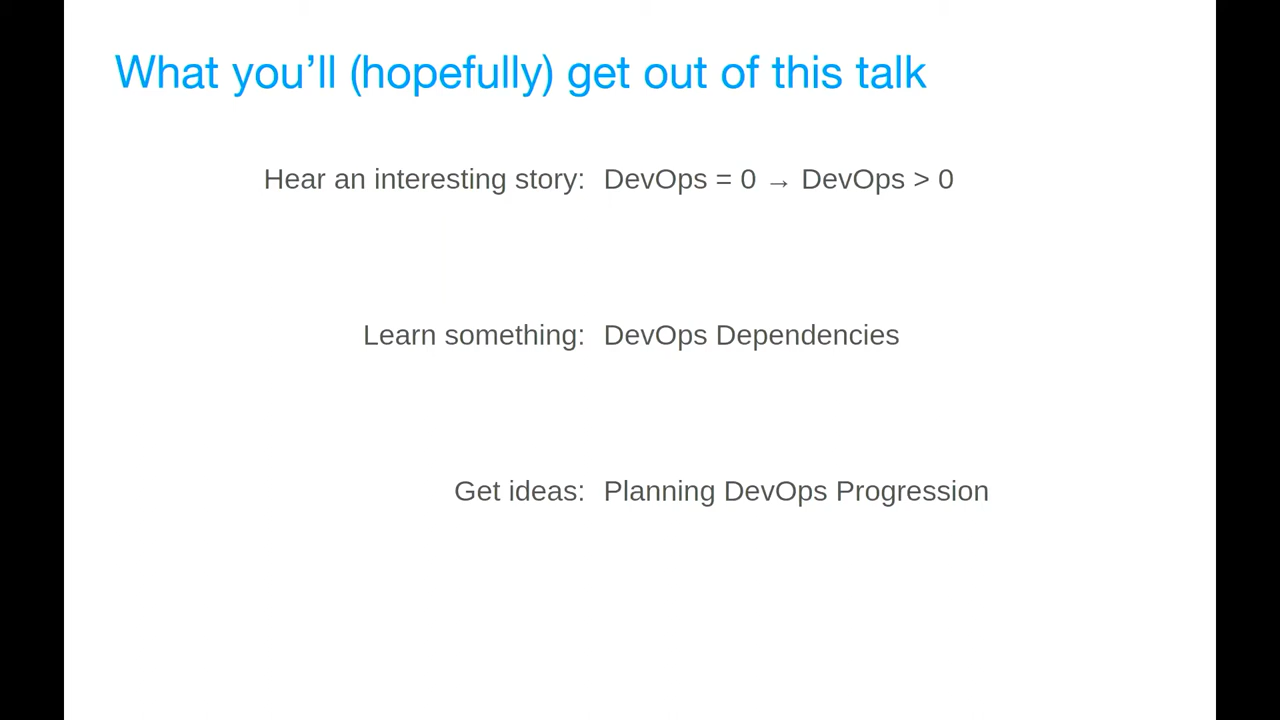 What you’ll (hopefully) get out of this talk
Hear an interesting story: DevOps = 0 → DevOps > 0
Learn something: DevOps Dependencies
Get ideas: Planning DevOps Progression